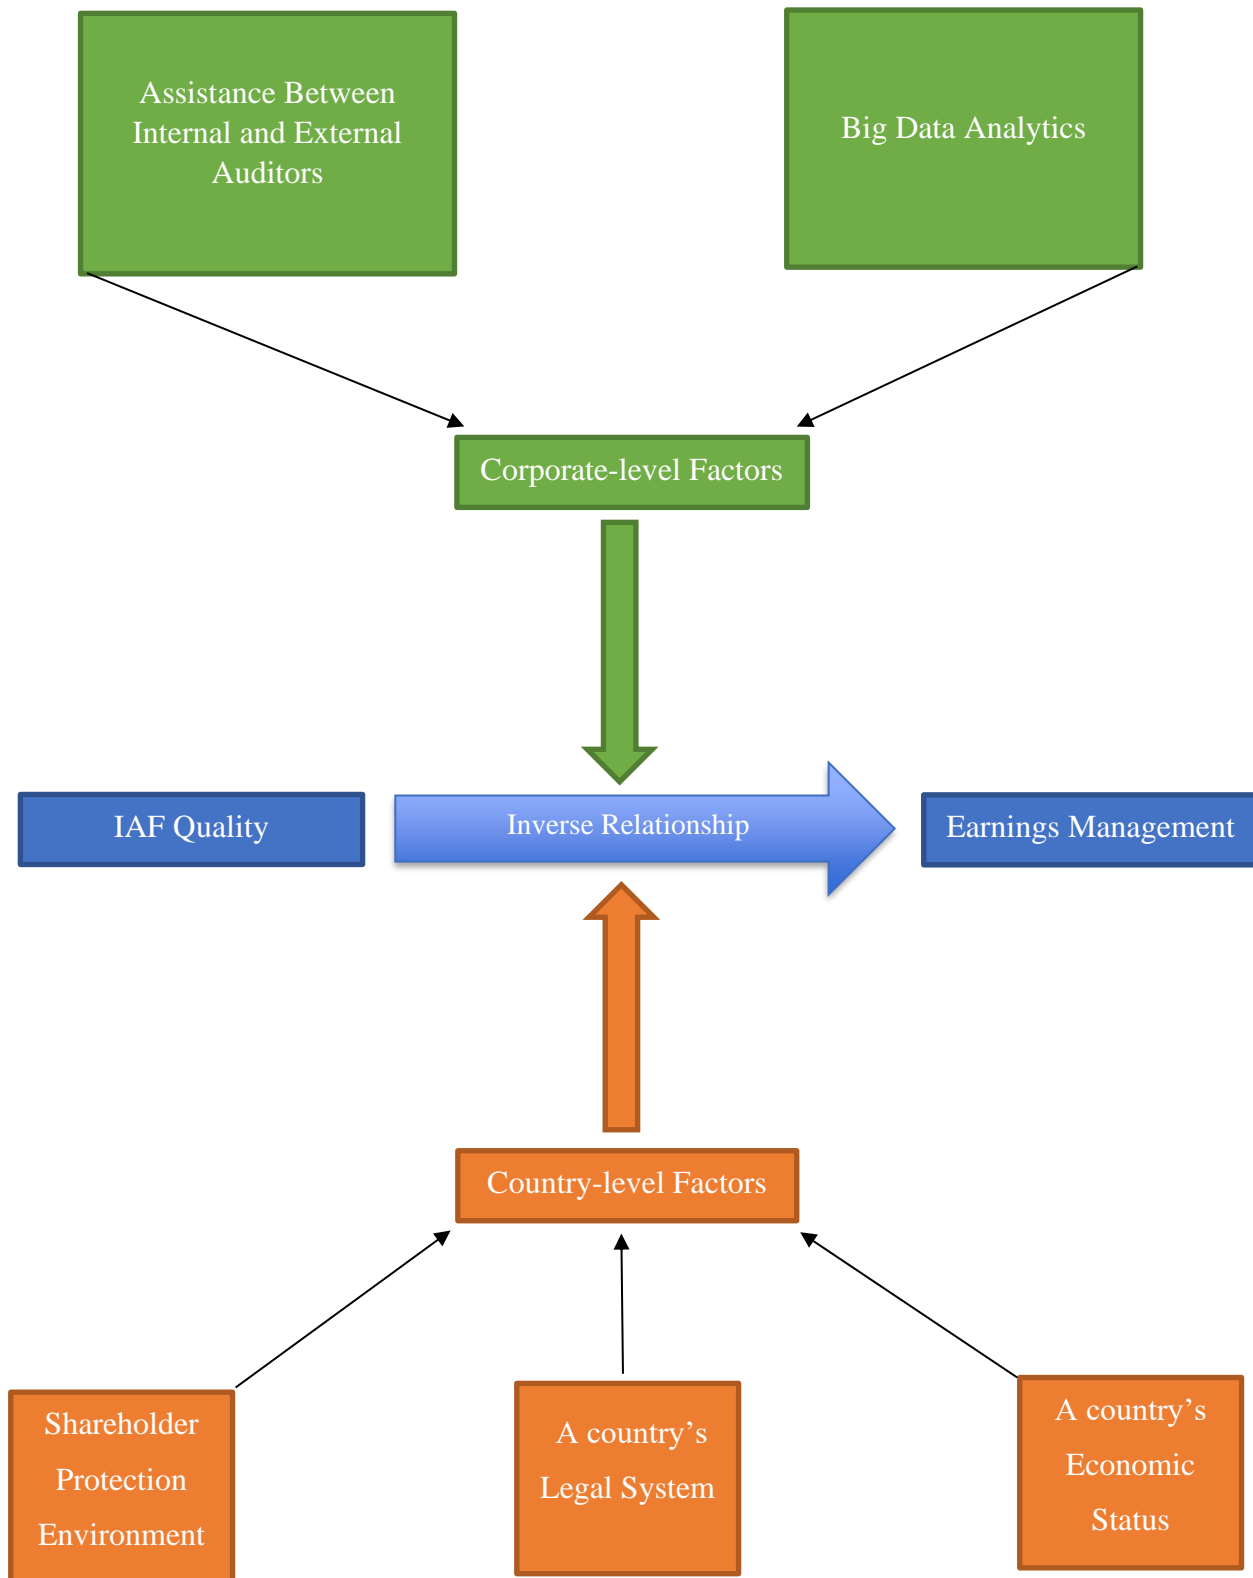 Assistance Between
Internal and External
Auditors
Big Data Analytics
Corporate-level Factors
IAF Quality
Inverse Relationship
Earnings Management
Country-level Factors
Shareholder
Protection
Environment
A country’s
Legal System
A country’s
Economic
Status